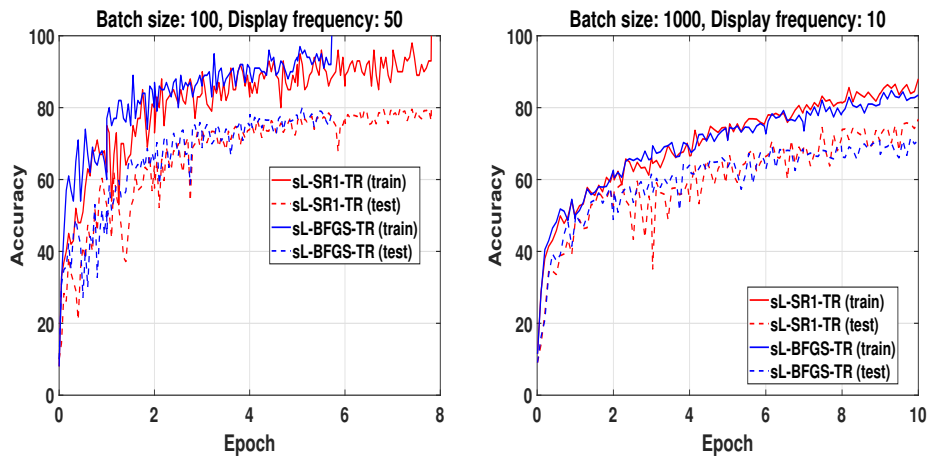 Batch size: 100, Display frequency: 50
100
80
60
40
20
0
Accuracy
0 2 4 6 8
Epoch
sL-SR1-TR (train)
sL-SR1-TR (test)
sL-BFGS-TR (train)
sL-BFGS-TR (test)
Batch size: 1000, Display frequency: 10
100
80
60
40
20
0
Accuracy
0 2 4 6 8 10
Epoch
sL-SR1-TR (train)
sL-SR1-TR (test)
sL-BFGS-TR (train)
sL-BFGS-TR (test)